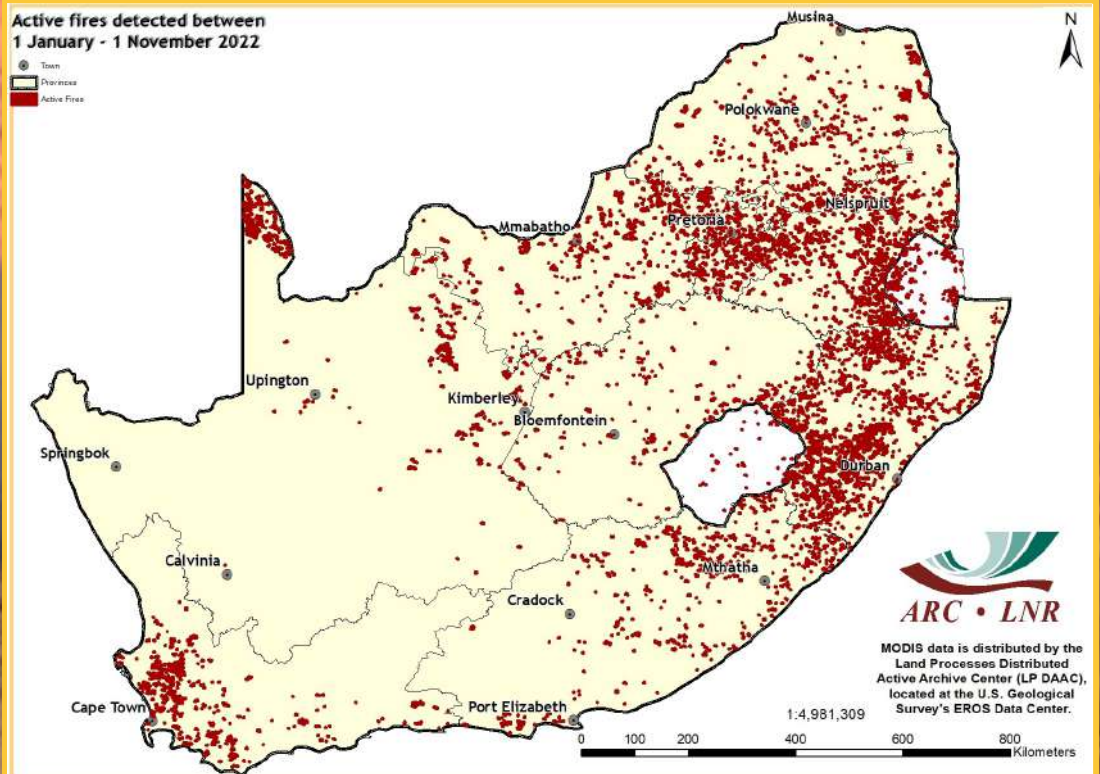 Active fires detected between
1 January - 1 November 2022
Town
Provinces
Active Fires
N
Musina
Polokwane
Nelspruit
Pretoria
Mmabatho
Upington
Kimberley
Bloemfontein
Springbok
Durban
Calvinia
Mthatha
Cradock
Cape Town
Port Elizabeth
ARC • LNR
MODIS data is distributed by the
Land Processes Distributed
Active Archive Center (LP DAAC),
located at the U.S. Geological
Survey's EROS Data Center.
1:4,981,309
0 100 200 400 600 800
Kilometers